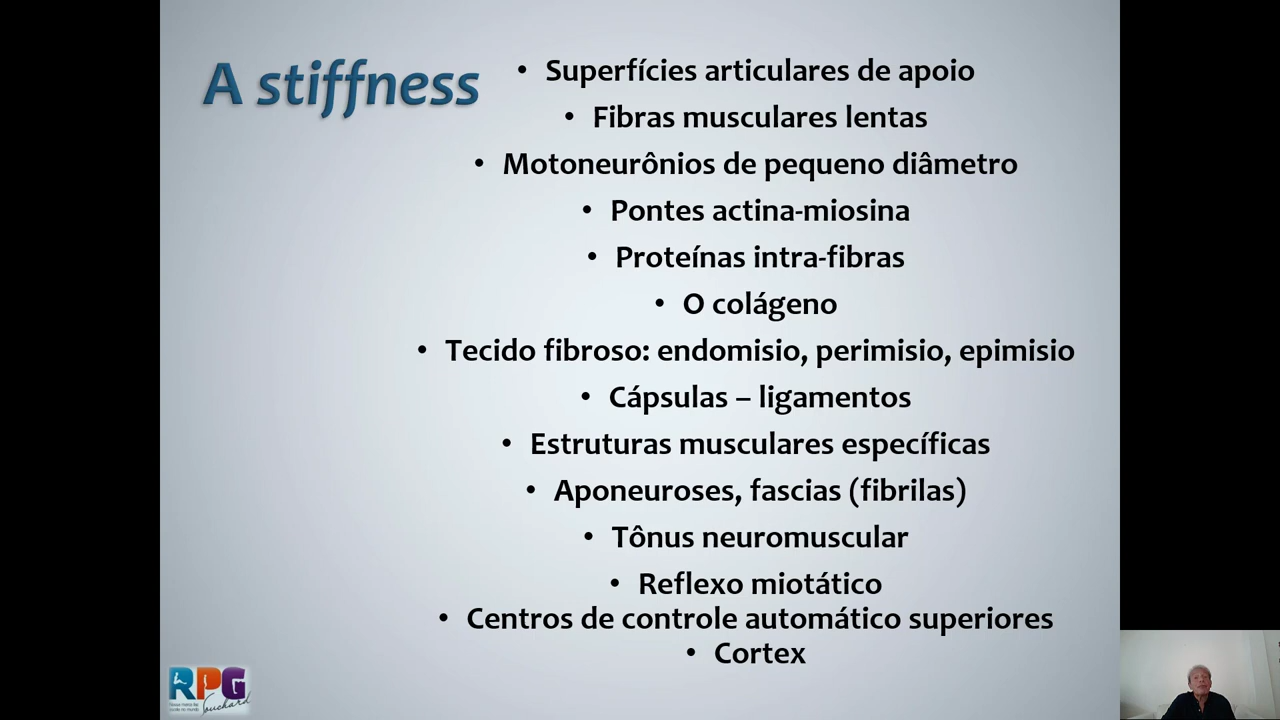 A stiffness
• Superfícies articulares de apoio
• Fibras musculares lentas
• Motoneurônios de pequeno diâmetro
• Pontes actina-miosina
• Proteínas intra-fibras
• O colágeno
• Tecido fibroso: endomisio, perimisio, epimisio
• Cápsulas – ligamentos
• Estruturas musculares específicas
• Aponeuroses, fascias (fibrilas)
• Tônus neuromuscular
• Reflexo miotático
• Centros de controle automático superiores
• Cortex
RPG
Souchard